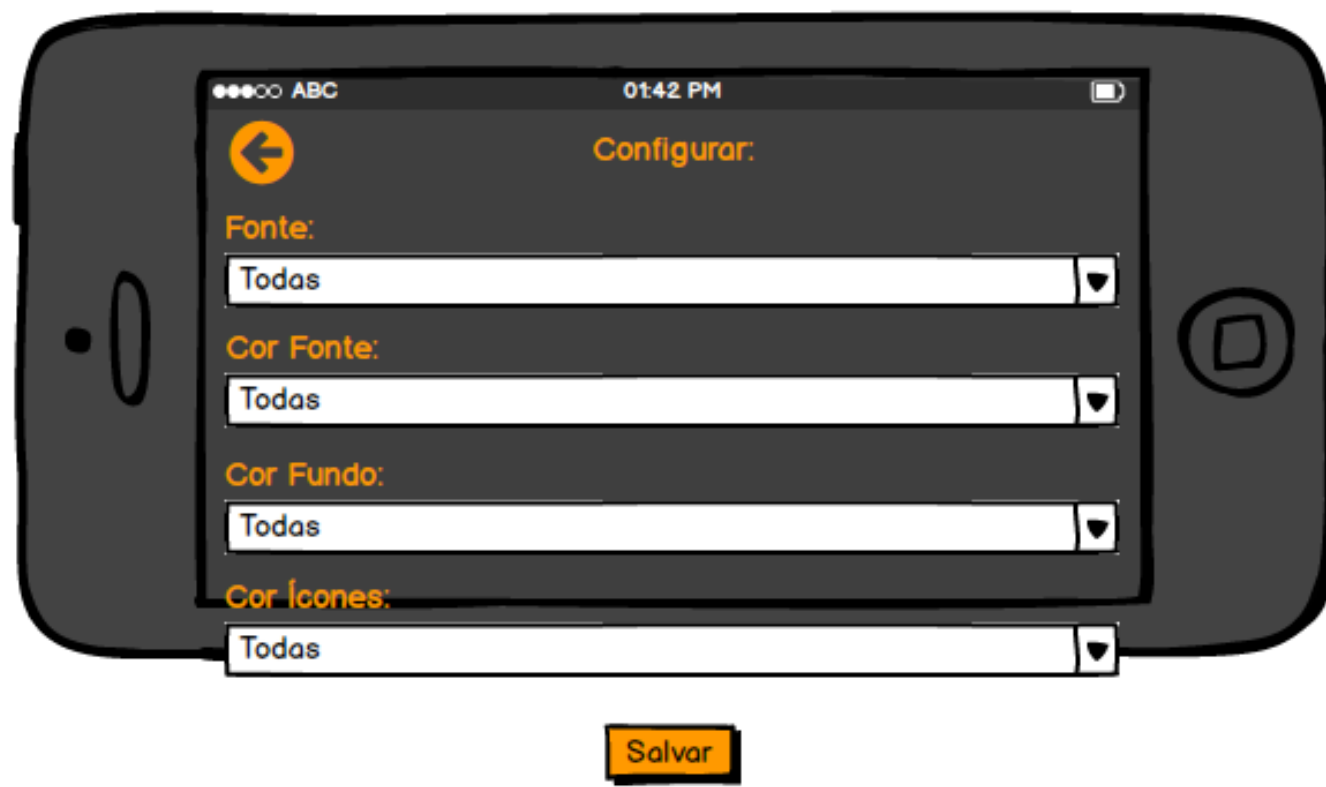 ABC 01:42 PM
Configurar:
Fonte:
Todas
Cor Fonte:
Todas
Cor Fundo:
Todas
Cor Ícones:
Todas
Salvar